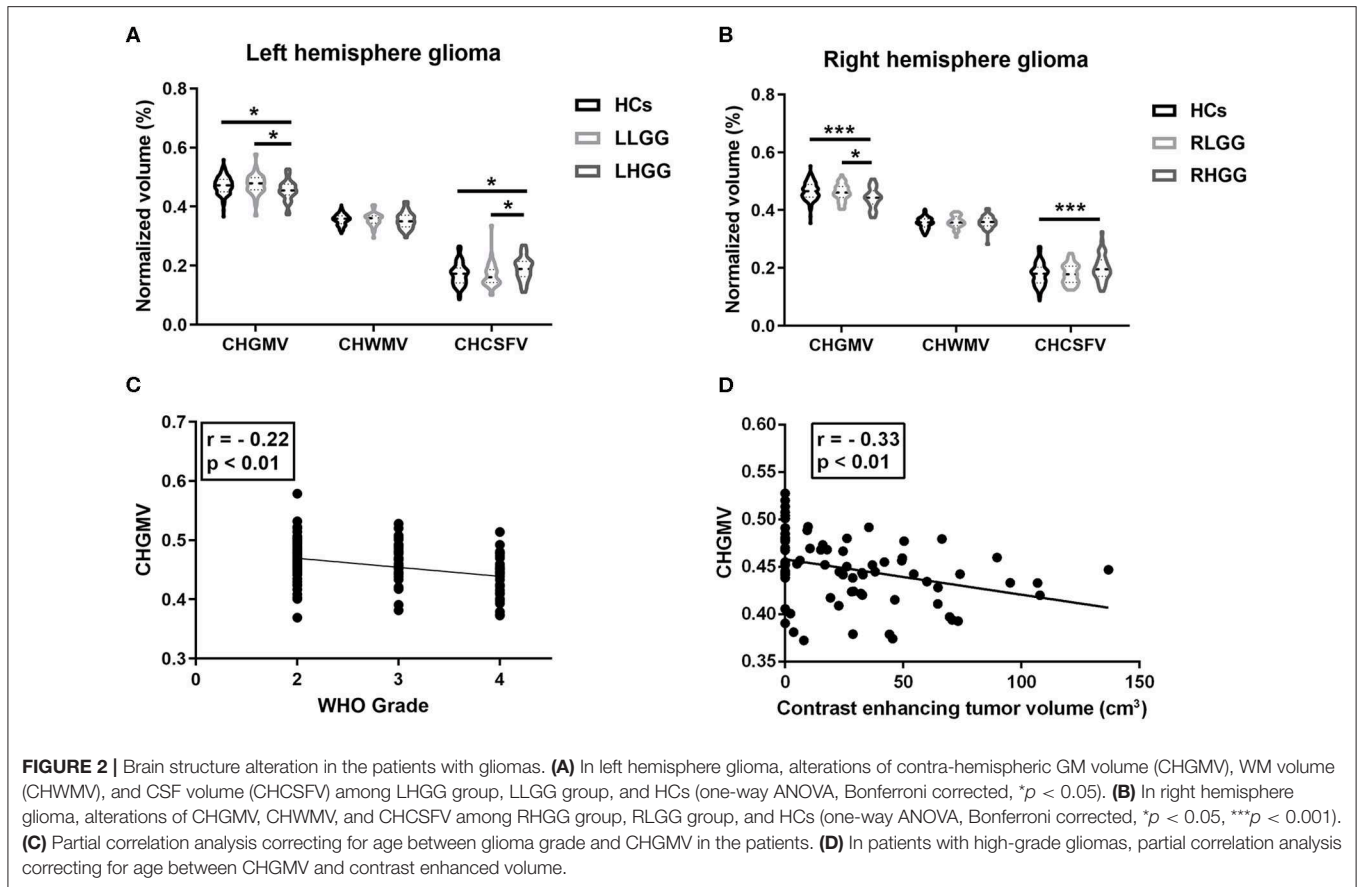 A
Left hemisphere glioma
Normalized volume (%)
0.8
0.6
0.4
0.2
0.0
*
*
*
*
CHGMV CHWMV CHCSFV
HCs
LLGG
LHGG
B
Right hemisphere glioma
Normalized volume (%)
0.8
0.6
0.4
0.2
0.0
***
*
***
CHGMV CHWMV CHCSFV
HCs
RLGG
RHGG
C
r = - 0.22
p < 0.01
CHGMV
0.7
0.6
0.5
0.4
0.3
0 2 3 4
WHO Grade
D
r = - 0.33
p < 0.01
CHGMV
0.60
0.55
0.50
0.45
0.40
0.35
0 50 100 150
Contrast enhancing tumor volume (cm³)
FIGURE 2 | Brain structure alteration in the patients with gliomas. (A) In left hemisphere glioma, alterations of contra-hemispheric GM volume (CHGMV), WM volume
(CHWMV), and CSF volume (CHCSFV) among LHGG group, LLGG group, and HCs (one-way ANOVA, Bonferroni corrected, *p < 0.05). (B) In right hemisphere
glioma, alterations of CHGMV, CHWMV, and CHCSFV among RHGG group, RLGG group, and HCs (one-way ANOVA, Bonferroni corrected, *p < 0.05, ***p < 0.001).
(C) Partial correlation analysis correcting for age between glioma grade and CHGMV in the patients. (D) In patients with high-grade gliomas, partial correlation analysis
correcting for age between CHGMV and contrast enhanced volume.